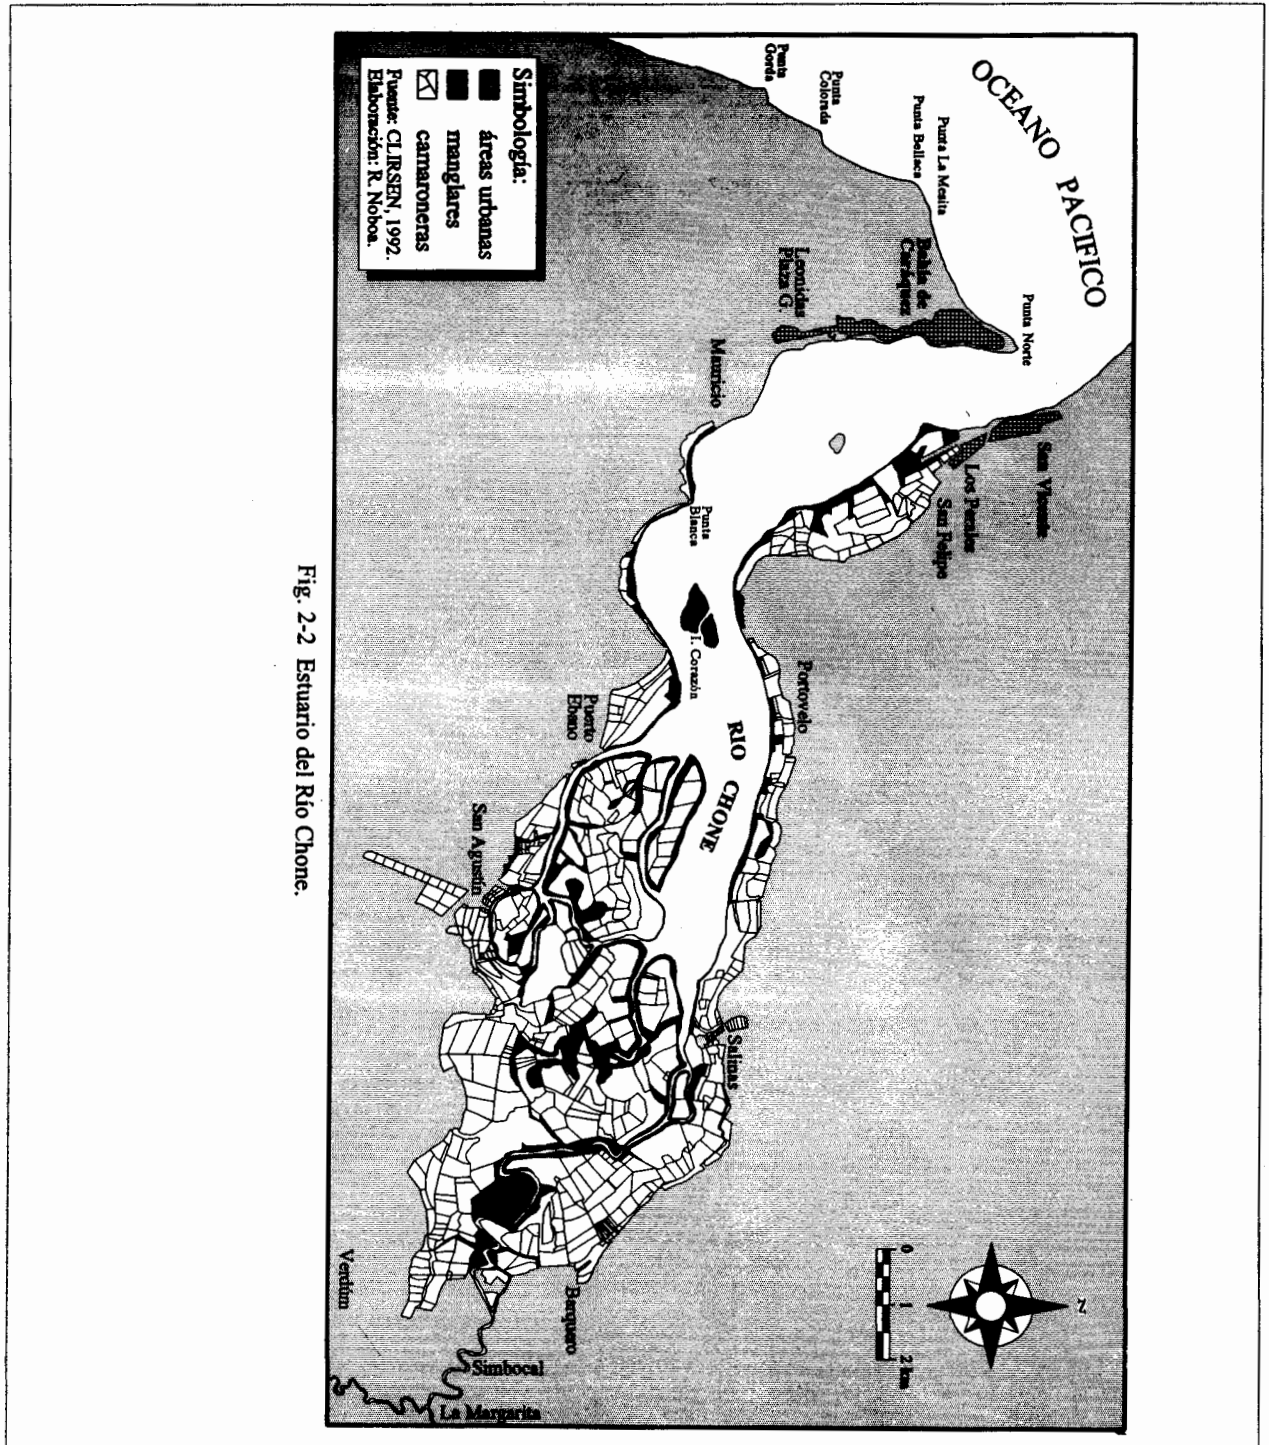 OCEANO PACIFICO
Punta
Gorda
Punta
Colorada
Punta Bellaca
Punta La Mesita
Punta Norte
Bahía de
Caráquez
Leonidas
Plaza G.
Mauricio
San Vicente
Los Perales
San Felipe
Punta
Blanca
I. Corazón
Portovelo
Puerto
Ebano
RIO CHONE
San Agustín
Salinas
Barquero
Verdúm
Simbocal
La Margarita
N
0 1 2 km
Simbología:
áreas urbanas
manglares
camaroneras
Fuente: CLIRSEN, 1992.
Elaboración: R. Noboa.
Fig. 2-2 Estuario del Río Chone.